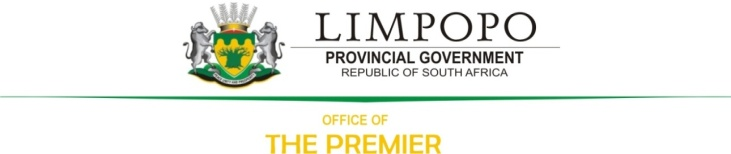 LIMPOPO
PROVINCIAL GOVERNMENT
REPUBLIC OF SOUTH AFRICA
OFFICE OF
THE PREMIER